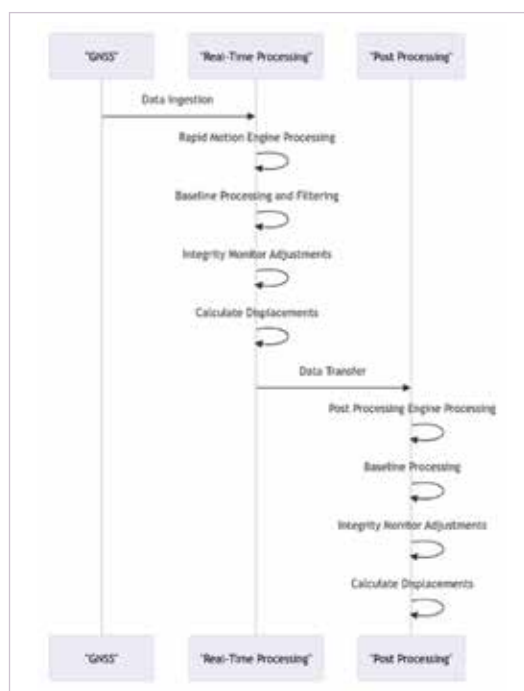 "GNSS"
"Real-Time Processing"
"Post Processing"
Data Ingestion
Rapid Motion Engine Processing
Baseline Processing and Filtering
Integrity Monitor Adjustments
Calculate Displacements
Data Transfer
Post Processing Engine Processing
Baseline Processing
Integrity Monitor Adjustments
Calculate Displacements
"GNSS"
"Real-Time Processing"
"Post Processing"